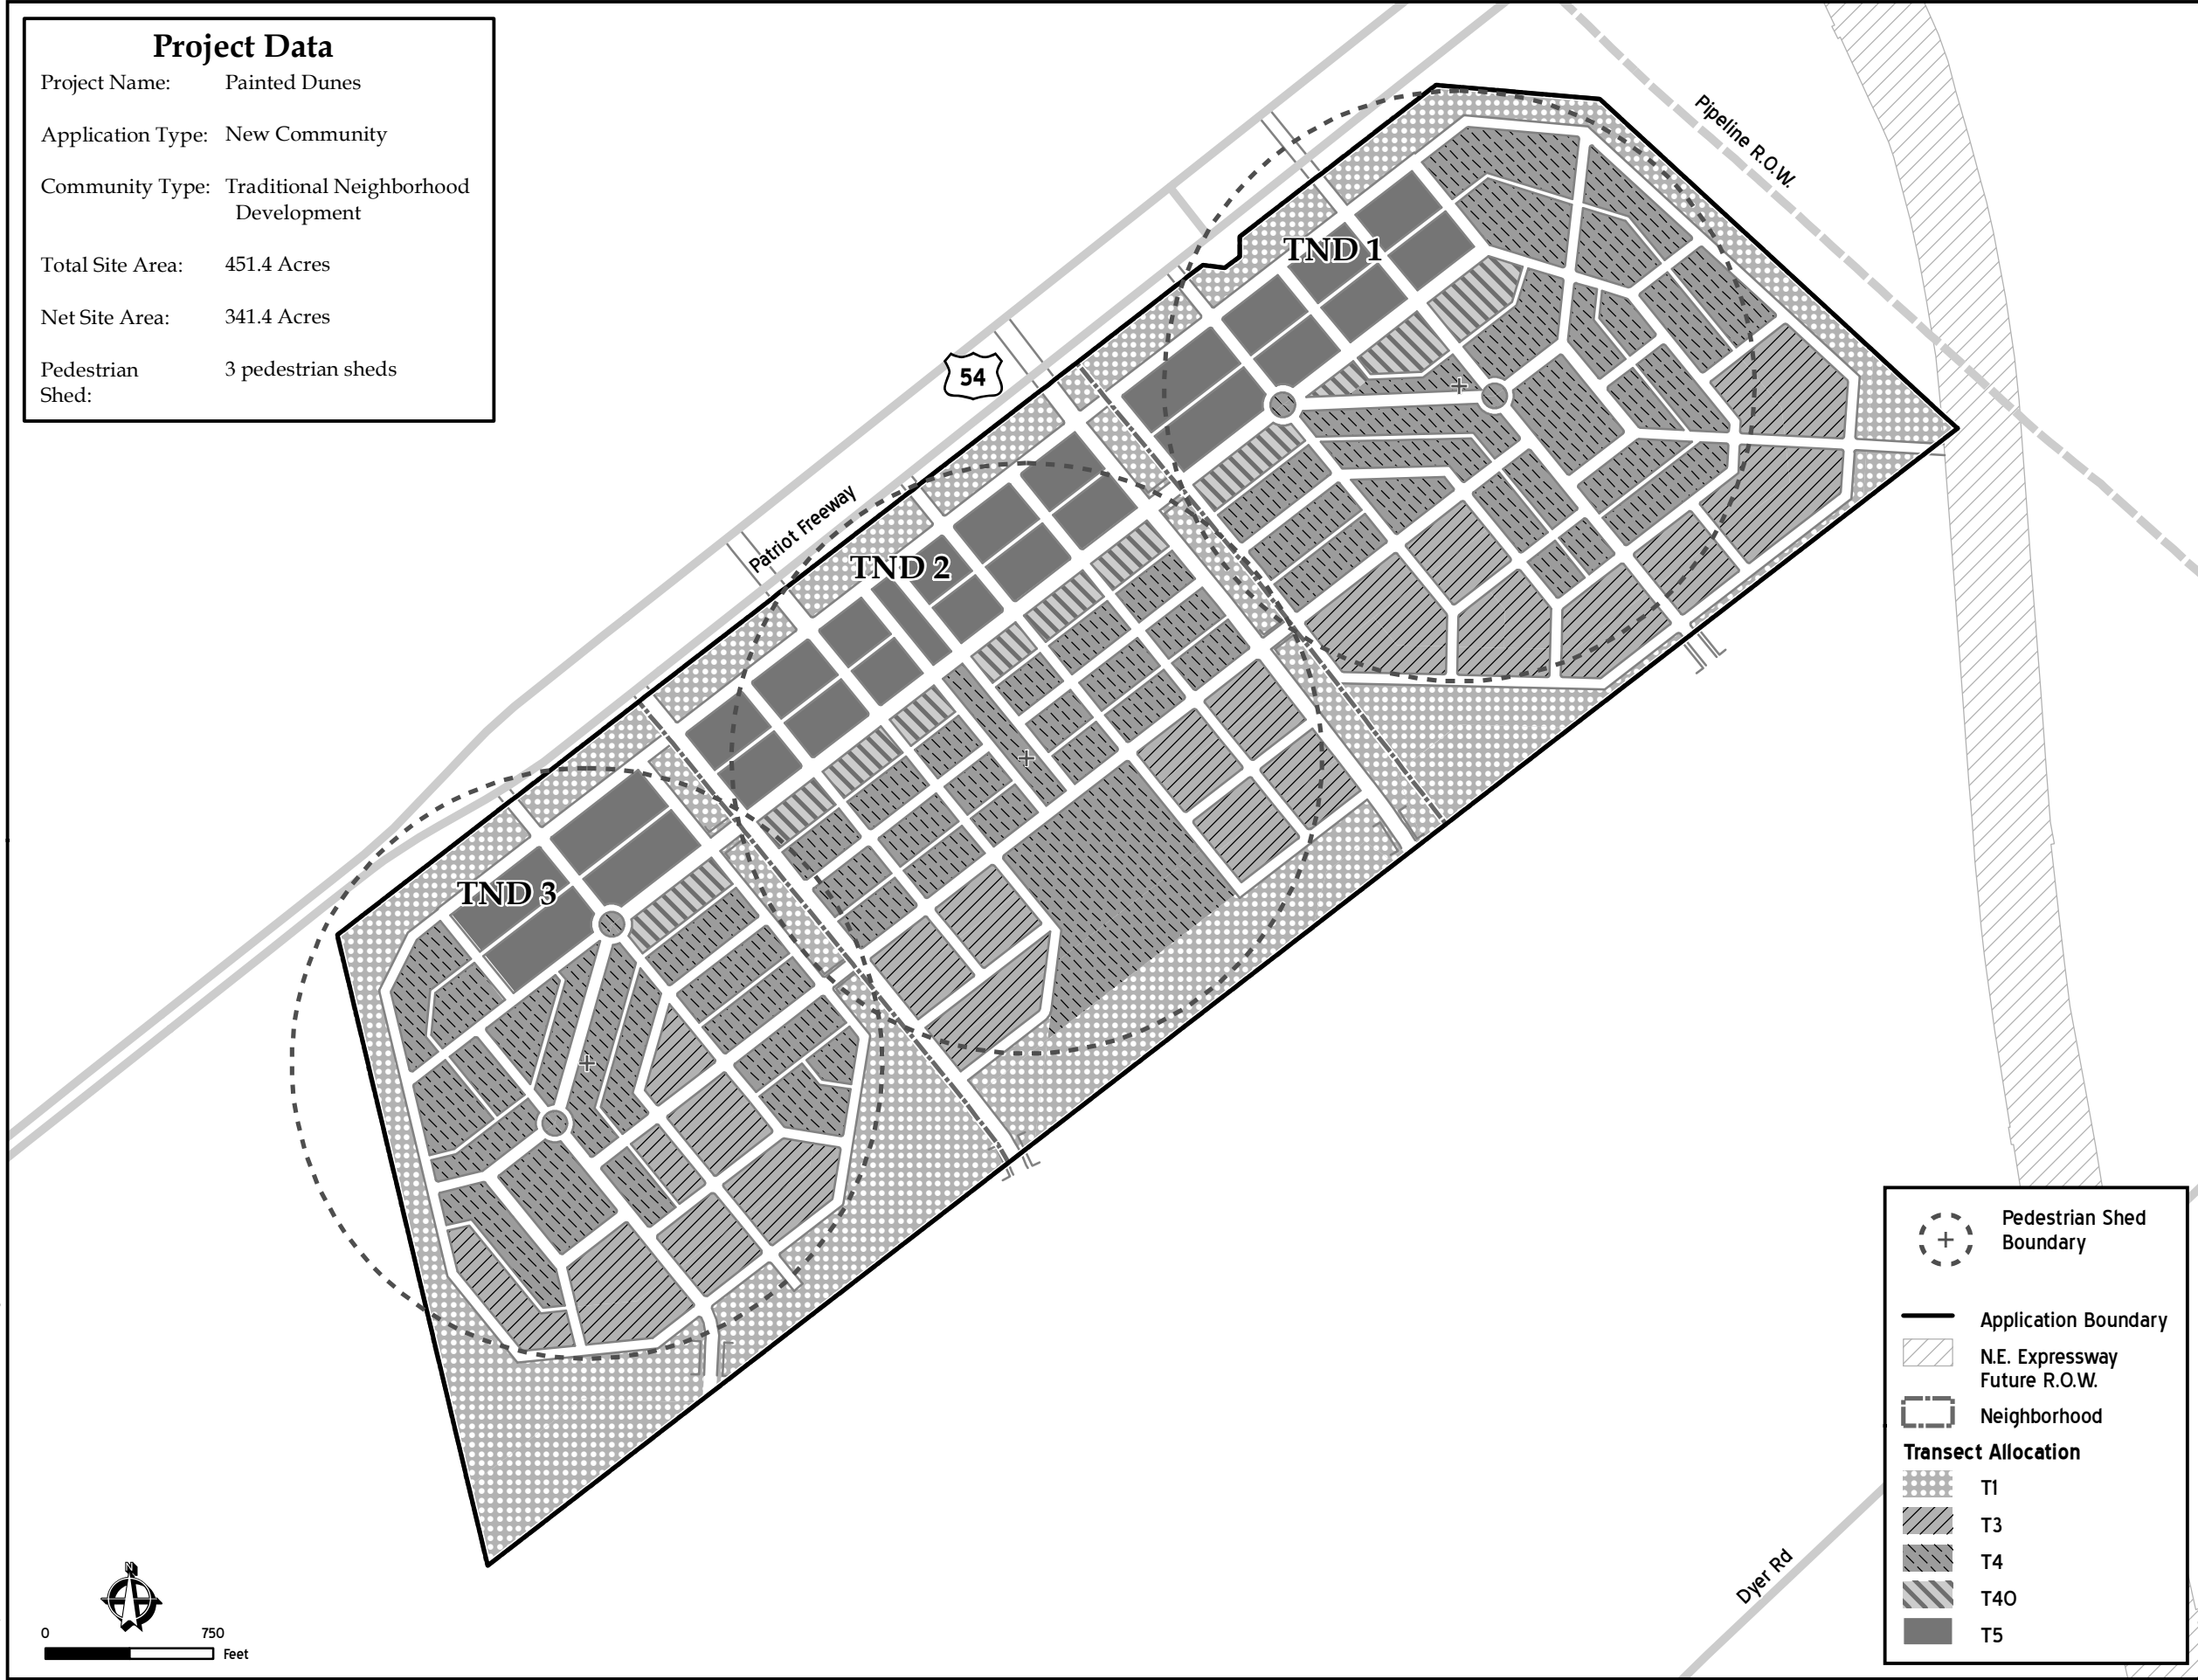 Project Data
Project Name: Painted Dunes
Application Type: New Community
Community Type: Traditional Neighborhood
Development
Total Site Area: 451.4 Acres
Net Site Area: 341.4 Acres
Pedestrian 3 pedestrian sheds
Shed:
Pipeline R.O.W.
TND 1
54
Patriot Freeway
TND 2
TND 3
Dyer Rd
N
0 750
Feet
Pedestrian Shed
Boundary
Application Boundary
N.E. Expressway
Future R.O.W.
Neighborhood
Transect Allocation
T1
T3
T4
T4O
T5